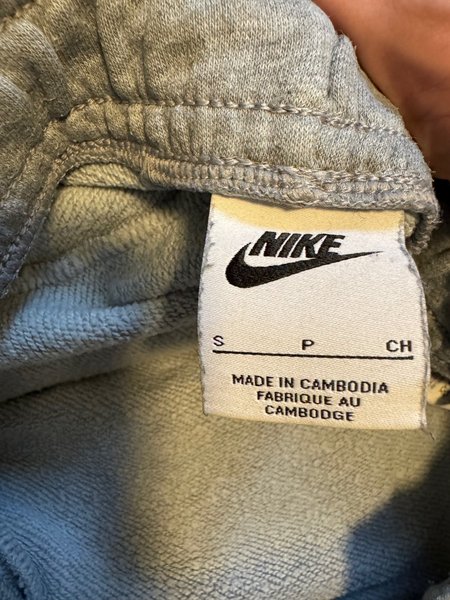 NIKE
S P CH
MADE IN CAMBODIA
FABRIQUE AU
CAMBODGE